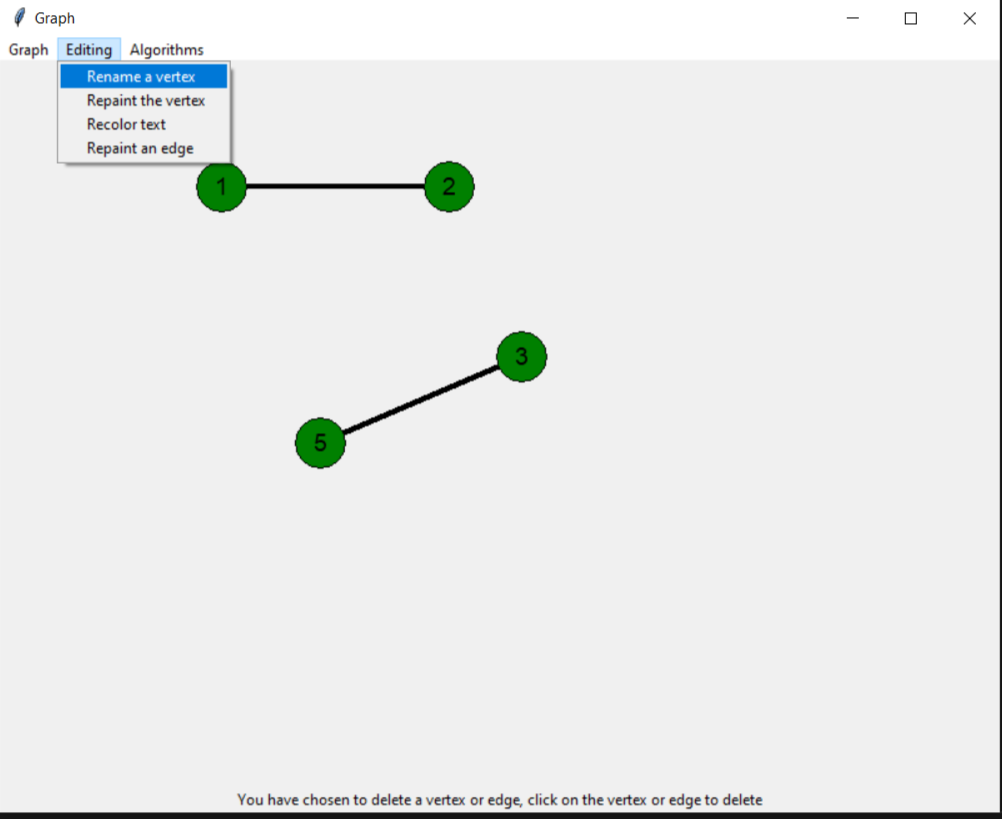 Graph
Graph Editing Algorithms
Rename a vertex
Repaint the vertex
Recolor text
Repaint an edge
1 2
3
5
You have chosen to delete a vertex or edge, click on the vertex or edge to delete